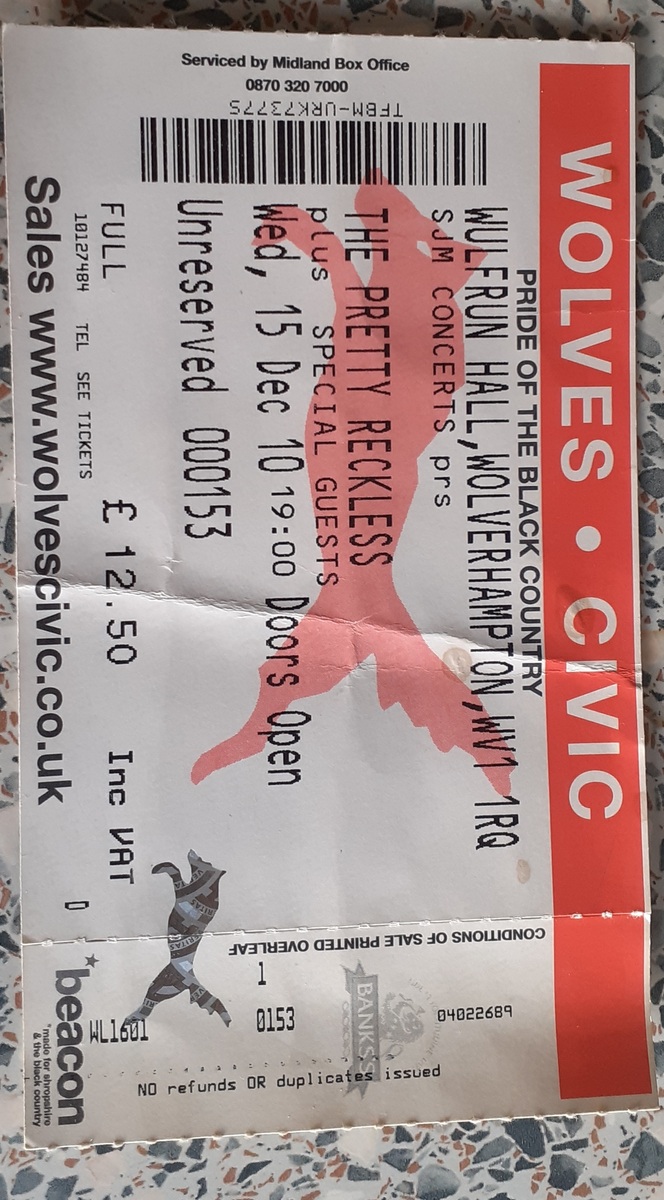 WOLVES • CIVIC
PRIDE OF THE BLACK COUNTRY
WULFRUN HALL,WOLVERHAMPTON,WV1 1RQ
SJM CONCERTS prs
THE PRETTY RECKLESS
plus SPECIAL GUESTS
Wed, 15 Dec 10 19:00 Doors Open
Unreserved 000153
FULL £ 12.50 Inc VAT
10127484 TEL SEE TICKETS D
Sales www.wolvescivic.co.uk
Serviced by Midland Box Office
0870 320 7000
TFBM-URK7377S
CONDITIONS OF SALE PRINTED OVERLEAF
04022689
BANKS'S
1
0153
WL1601
beacon
*made for shropshire
& the black country
NO refunds OR duplicates issued